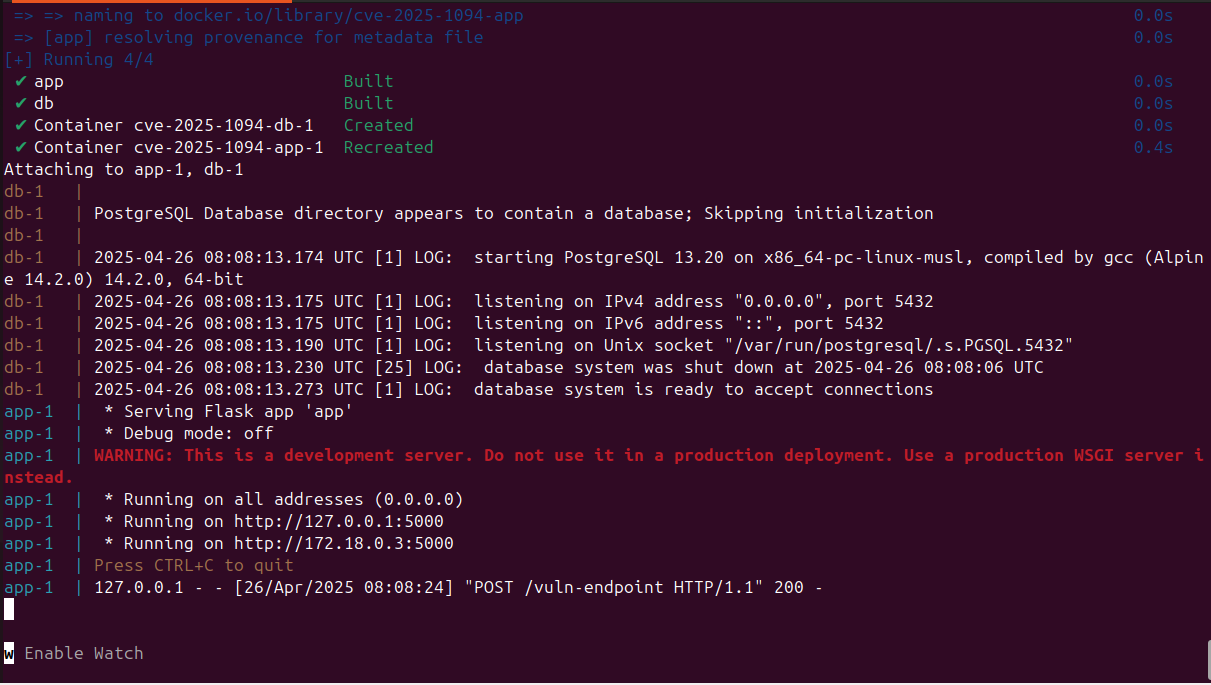 => => naming to docker.io/library/cve-2025-1094-app 0.0s
=> [app] resolving provenance for metadata file 0.0s
[+] Running 4/4
✔ app Built 0.0s
✔ db Built 0.0s
✔ Container cve-2025-1094-db-1 Created 0.0s
✔ Container cve-2025-1094-app-1 Recreated 0.4s
Attaching to app-1, db-1
db-1 |
db-1 | PostgreSQL Database directory appears to contain a database; Skipping initialization
db-1 |
db-1 | 2025-04-26 08:08:13.174 UTC [1] LOG: starting PostgreSQL 13.20 on x86_64-pc-linux-musl, compiled by gcc (Alpin
e 14.2.0) 14.2.0, 64-bit
db-1 | 2025-04-26 08:08:13.175 UTC [1] LOG: listening on IPv4 address "0.0.0.0", port 5432
db-1 | 2025-04-26 08:08:13.175 UTC [1] LOG: listening on IPv6 address "::", port 5432
db-1 | 2025-04-26 08:08:13.190 UTC [1] LOG: listening on Unix socket "/var/run/postgresql/.s.PGSQL.5432"
db-1 | 2025-04-26 08:08:13.230 UTC [25] LOG: database system was shut down at 2025-04-26 08:08:06 UTC
db-1 | 2025-04-26 08:08:13.273 UTC [1] LOG: database system is ready to accept connections
app-1 | * Serving Flask app 'app'
app-1 | * Debug mode: off
app-1 | WARNING: This is a development server. Do not use it in a production deployment. Use a production WSGI server i
nstead.
app-1 | * Running on all addresses (0.0.0.0)
app-1 | * Running on http://127.0.0.1:5000
app-1 | * Running on http://172.18.0.3:5000
app-1 | Press CTRL+C to quit
app-1 | 127.0.0.1 - - [26/Apr/2025 08:08:24] "POST /vuln-endpoint HTTP/1.1" 200 -
w Enable Watch